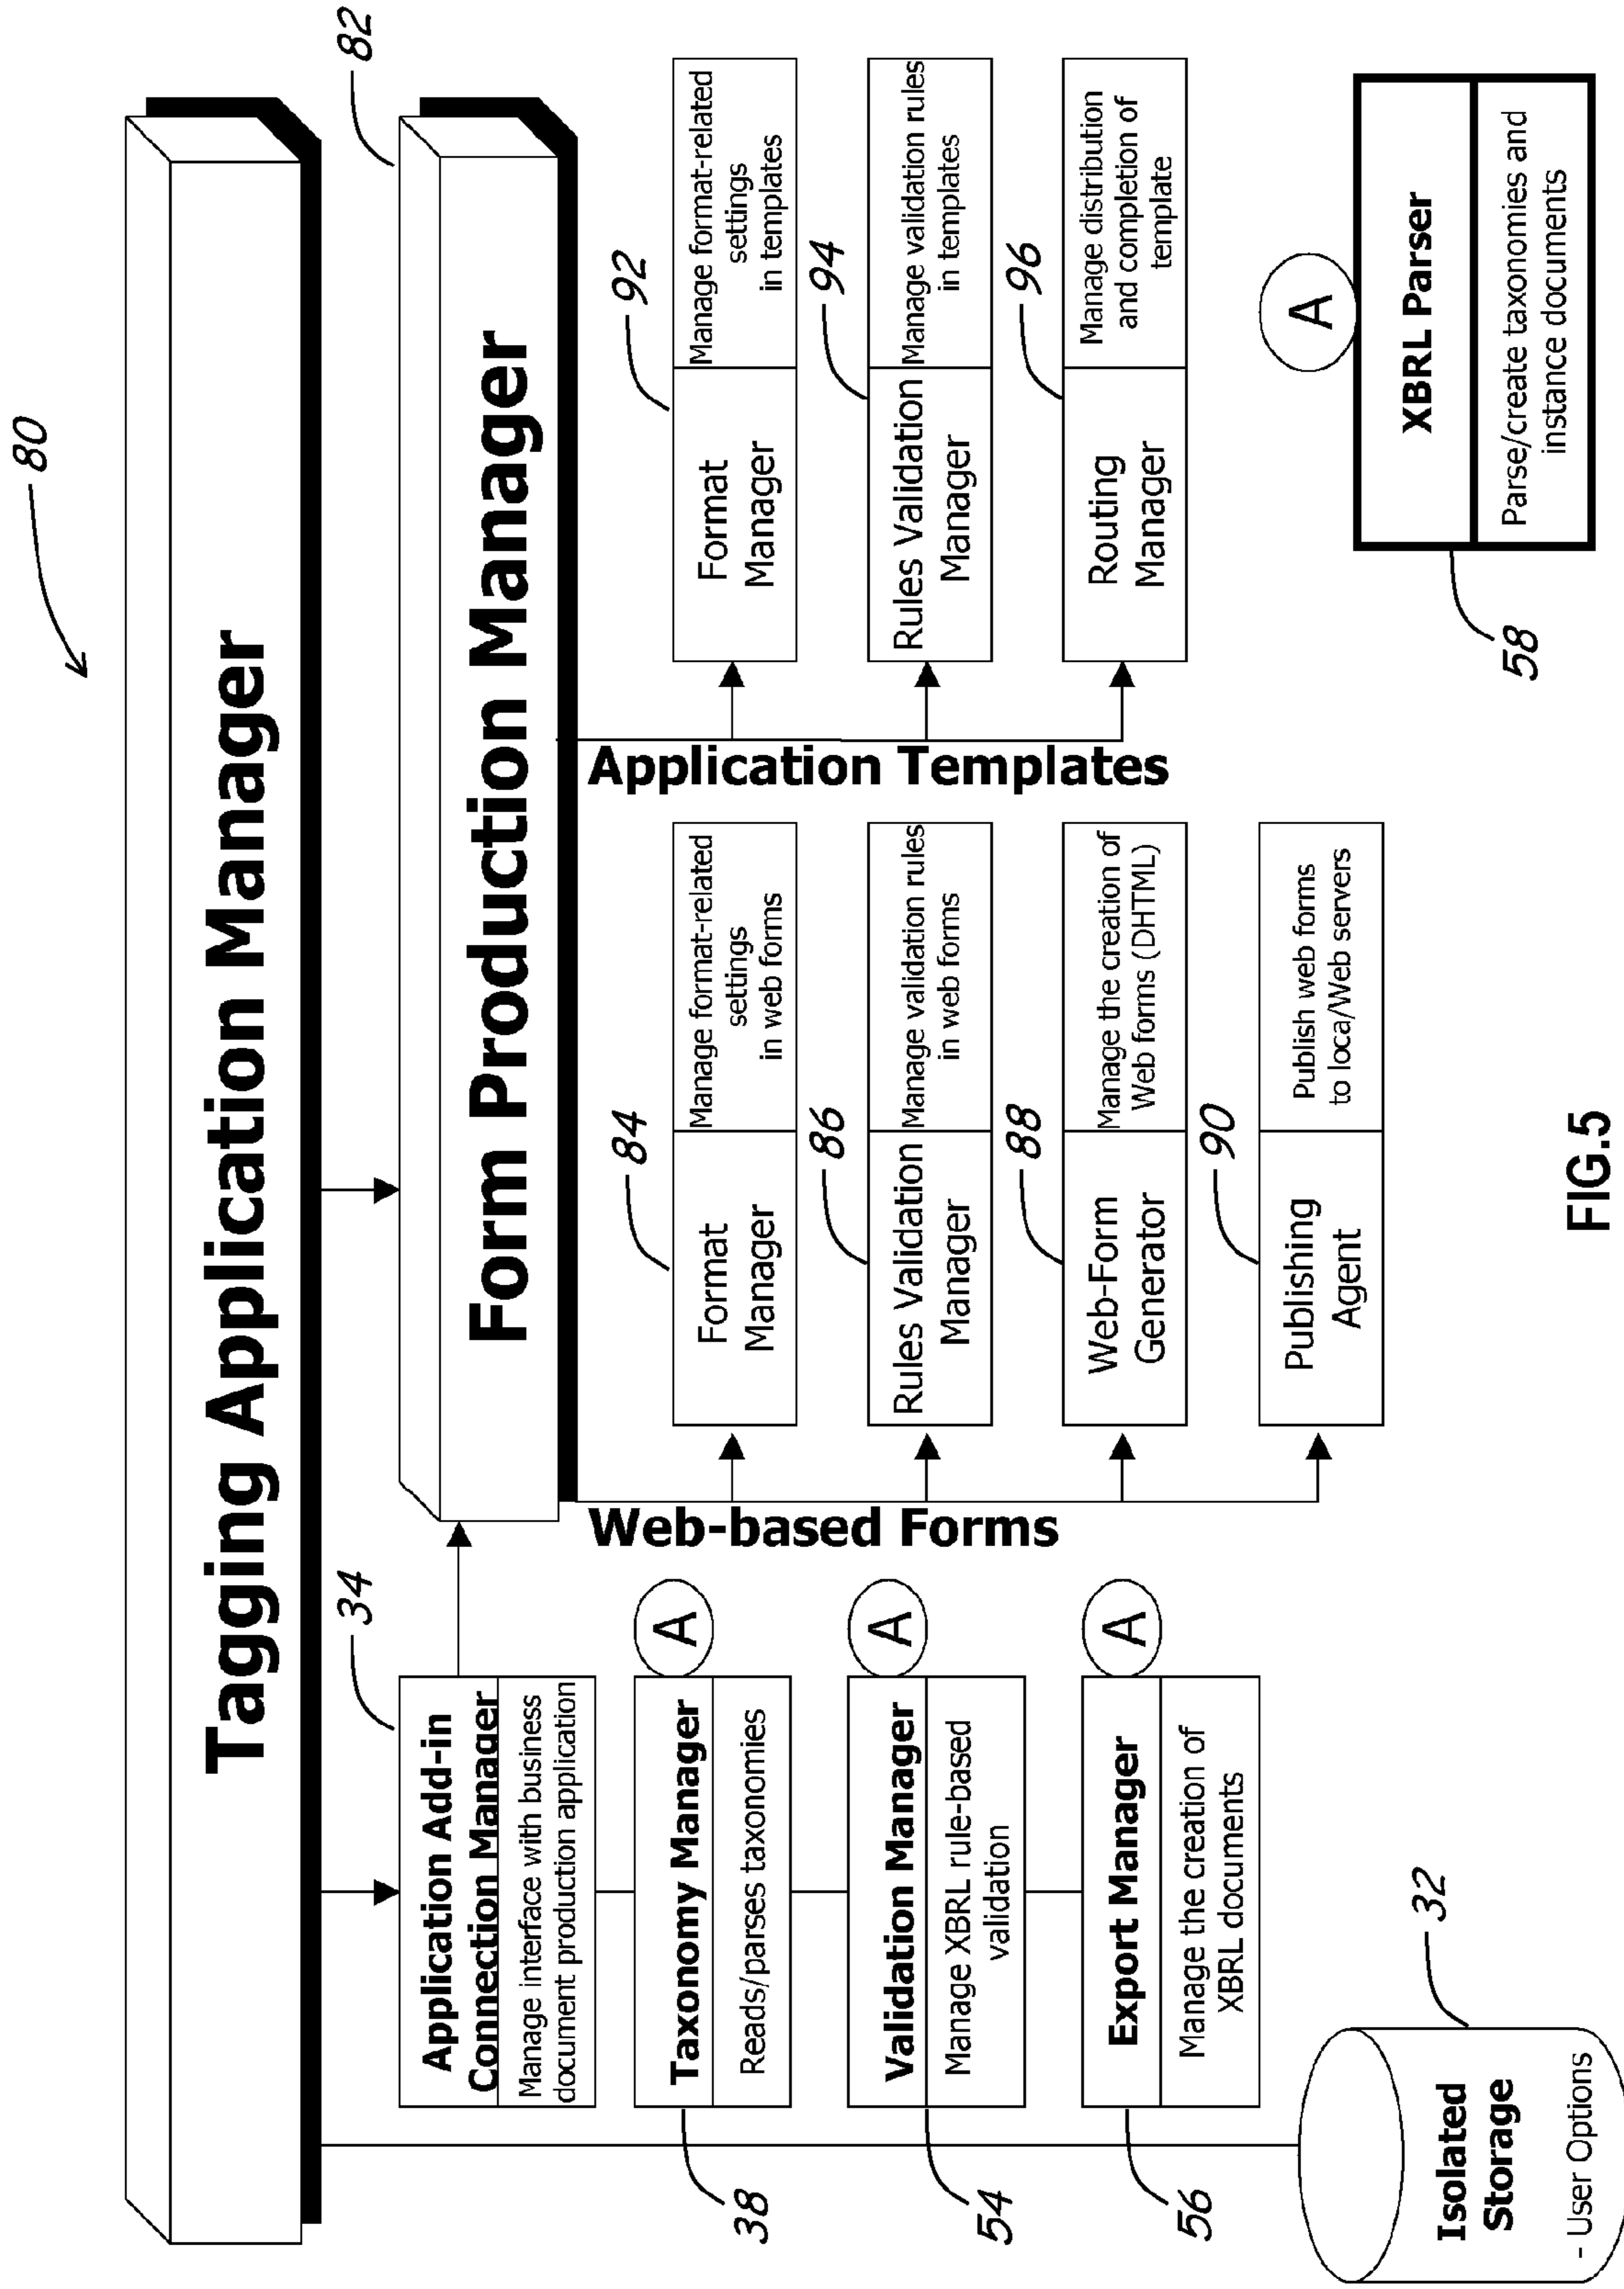 80
Tagging Application Manager
82
Form Production Manager
34
Application Add-in
Connection Manager
Manage interface with business
document production application
A
Taxonomy Manager
Reads/parses taxonomies
38
A
Validation Manager
Manage XBRL rule-based
validation
54
A
Export Manager
Manage the creation of
XBRL documents
56
Isolated
Storage
- User Options
32
Web-based Forms
84
Format
Manager
Manage format-related
settings
in web forms
86
Rules Validation
Manager
Manage validation rules
in web forms
88
Web-Form
Generator
Manage the creation of
Web forms (DHTML)
90
Publishing
Agent
Publish web forms
to loca/Web servers
Application Templates
92
Format
Manager
Manage format-related
settings
in templates
94
Rules Validation
Manager
Manage validation rules
in templates
96
Routing
Manager
Manage distribution
and completion of
template
A
XBRL Parser
Parse/create taxonomies and
instance documents
58
FIG.5